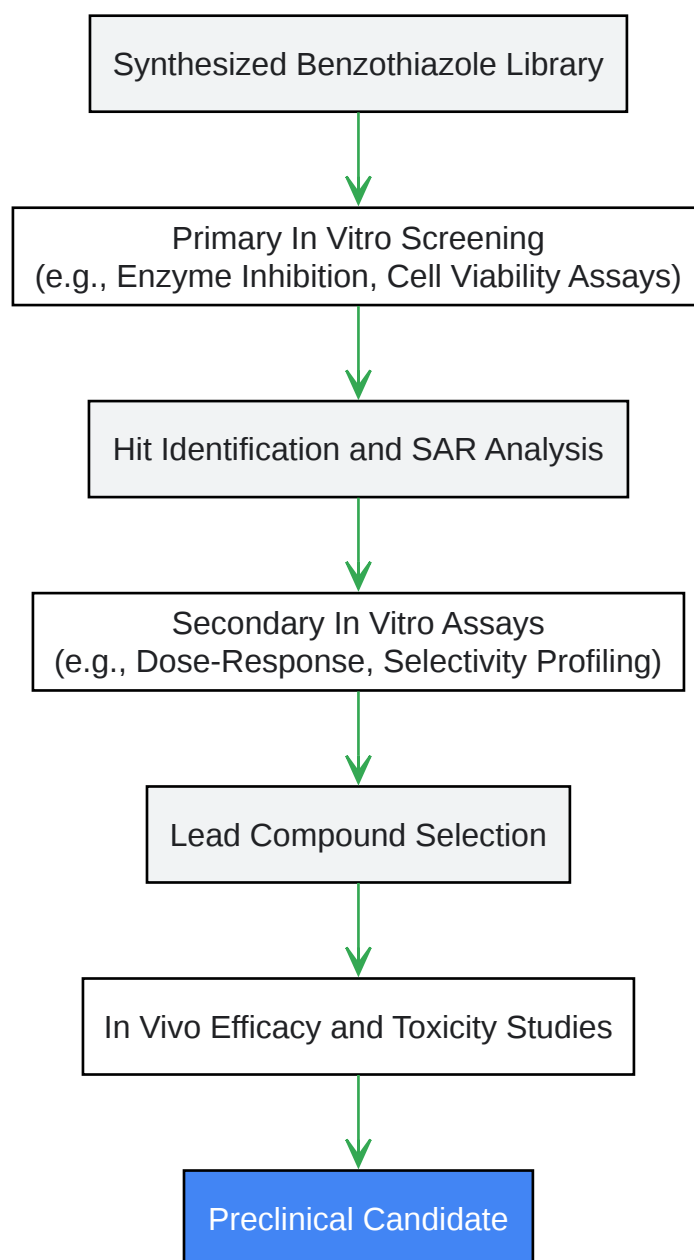 Synthesized Benzothiazole Library
Primary In Vitro Screening
(e.g., Enzyme Inhibition, Cell Viability Assays)
Hit Identification and SAR Analysis
Secondary In Vitro Assays
(e.g., Dose-Response, Selectivity Profiling)
Lead Compound Selection
In Vivo Efficacy and Toxicity Studies
Preclinical Candidate